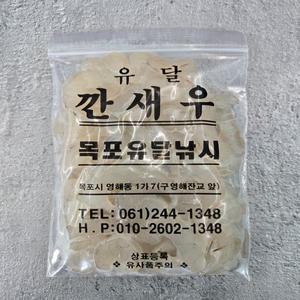 유 달
깐 새 우
목포유달낚시
목포시 영해동 1가 7(구영해잔교 앞)
TEL: 061)244-1348
H . P : 010-2602-1348
상표등록
※ 유사품주의 ※